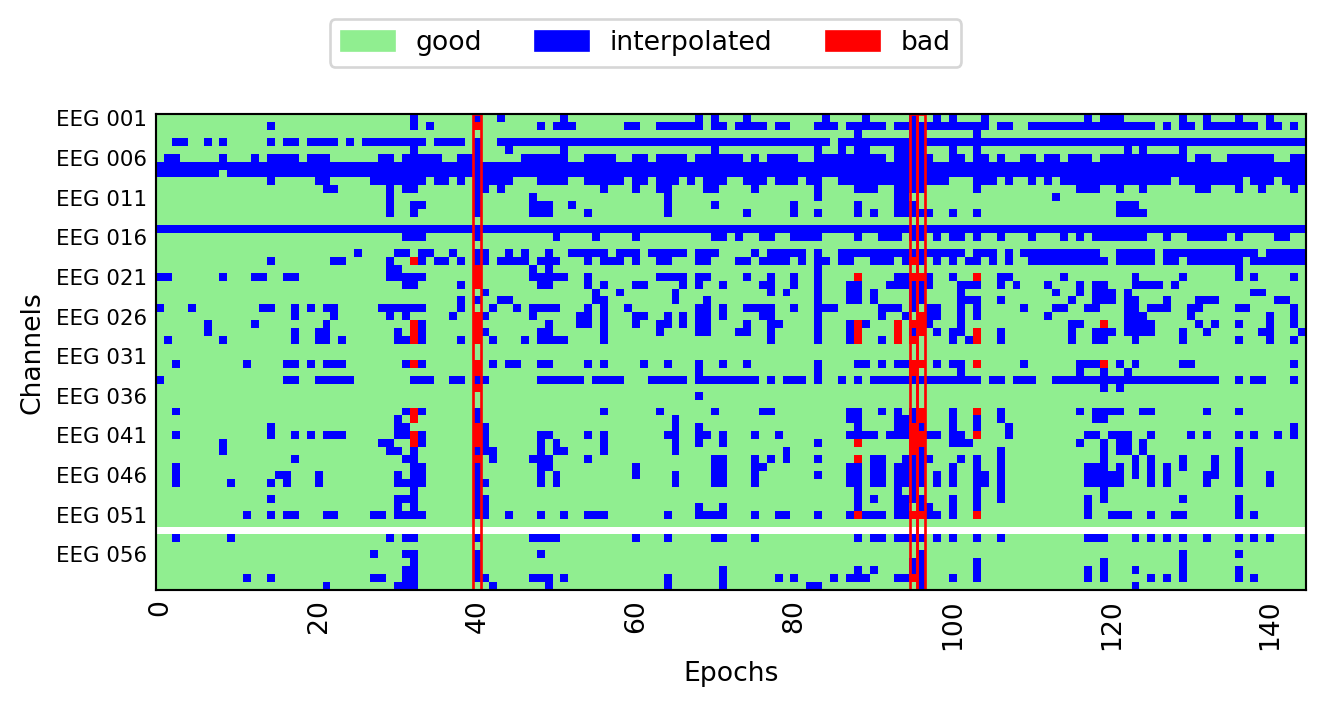 good interpolated bad
EEG 001
EEG 006
EEG 011
EEG 016
EEG 021
EEG 026
EEG 031
EEG 036
EEG 041
EEG 046
EEG 051
EEG 056
Channels
0 20 40 60 80 100 120 140
Epochs